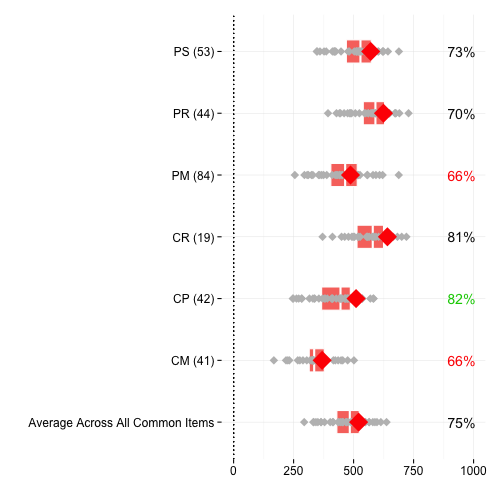 PS (53) 73%
PR (44) 70%
PM (84) 66%
CR (19) 81%
CP (42) 82%
CM (41) 66%
Average Across All Common Items 75%
0 250 500 750 1000